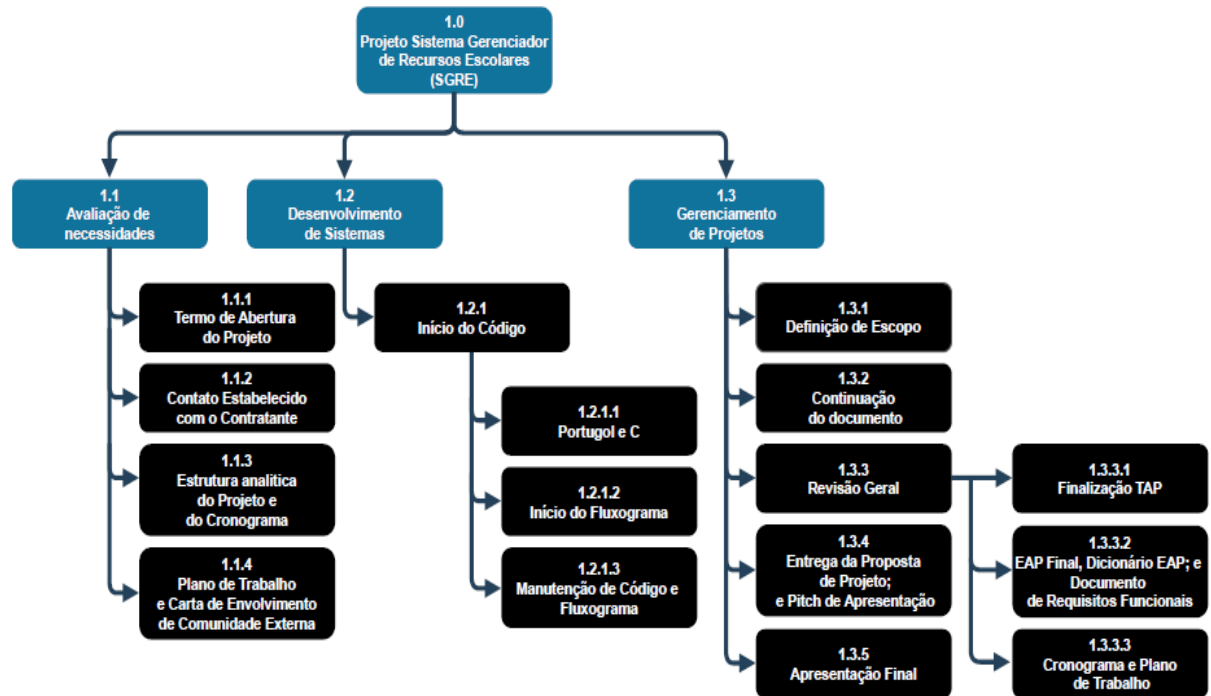 1.0
Projeto Sistema Gerenciador
de Recursos Escolares
(SGRE)
1.1
Avaliação de
necessidades
1.2
Desenvolvimento
de Sistemas
1.3
Gerenciamento
de Projetos
1.1.1
Termo de Abertura
do Projeto
1.1.2
Contato Estabelecido
com o Contratante
1.1.3
Estrutura analitica
do Projeto e
do Cronograma
1.1.4
Plano de Trabalho
e Carta de Envolvimento
de Comunidade Externa
1.2.1
Início do Código
1.2.1.1
Portugol e C
1.2.1.2
Início do Fluxograma
1.2.1.3
Manutenção de Código e
Fluxograma
1.3.1
Definição de Escopo
1.3.2
Continuação
do documento
1.3.3
Revisão Geral
1.3.3.1
Finalização TAP
1.3.3.2
EAP Final, Dicionário EAP; e
Documento
de Requisitos Funcionais
1.3.3.3
Cronograma e Plano
de Trabalho
1.3.4
Entrega da Proposta
de Projeto;
e Pitch de Apresentação
1.3.5
Apresentação Final